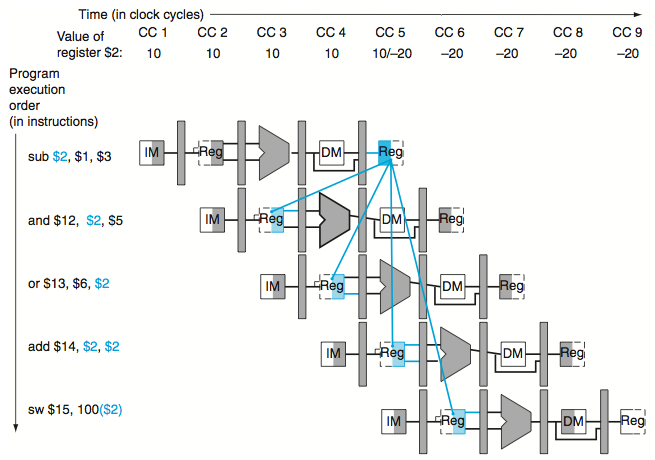 Time (in clock cycles)
Value of register $2:
CC 1 CC 2 CC 3 CC 4 CC 5 CC 6 CC 7 CC 8 CC 9
10 10 10 10 10/–20 –20 –20 –20 –20
Program
execution
order
(in instructions)
sub $2, $1, $3
IM Reg DM Reg
and $12, $2, $5
IM Reg DM Reg
or $13, $6, $2
IM Reg DM Reg
add $14, $2, $2
IM Reg DM Reg
sw $15, 100($2)
IM Reg DM Reg